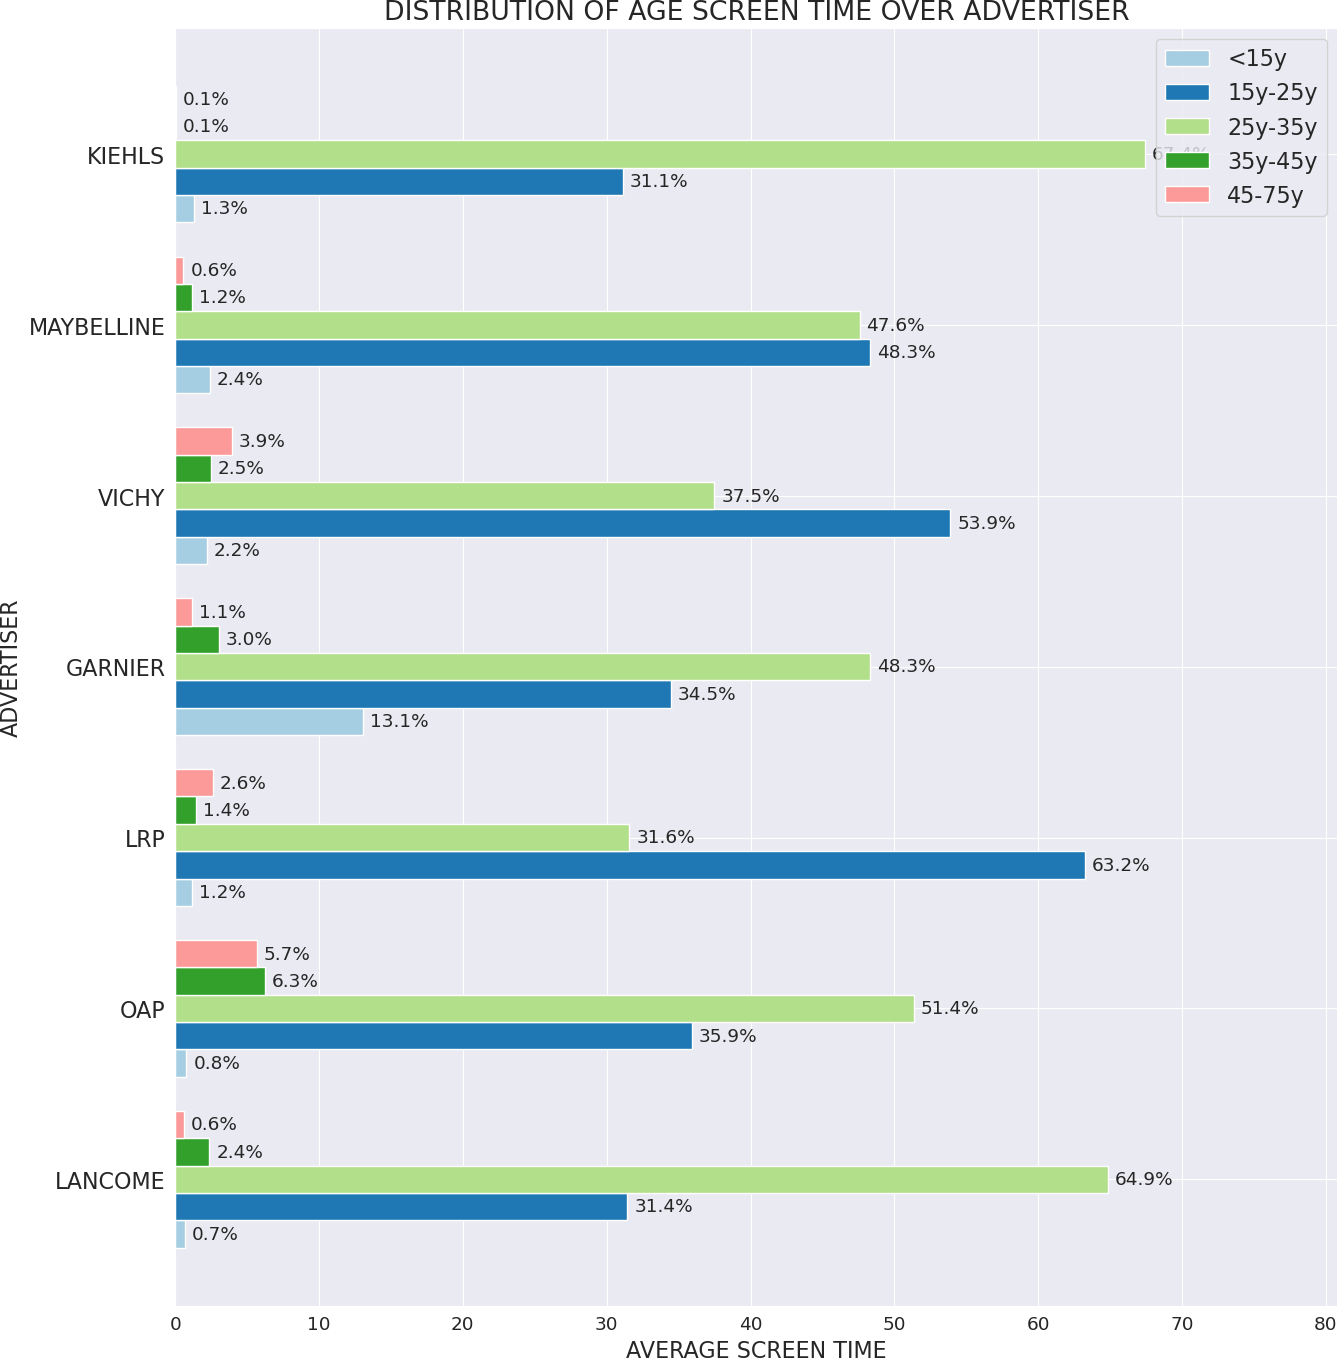 DISTRIBUTION OF AGE SCREEN TIME OVER ADVERTISER
<15y
15y-25y
25y-35y
35y-45y
45-75y
ADVERTISER
KIEHLS
0.1%
0.1%
67.4%
31.1%
1.3%
MAYBELLINE
0.6%
1.2%
47.6%
48.3%
2.4%
VICHY
3.9%
2.5%
37.5%
53.9%
2.2%
GARNIER
1.1%
3.0%
48.3%
34.5%
13.1%
LRP
2.6%
1.4%
31.6%
63.2%
1.2%
OAP
5.7%
6.3%
51.4%
35.9%
0.8%
LANCOME
0.6%
2.4%
64.9%
31.4%
0.7%
0 10 20 30 40 50 60 70 80
AVERAGE SCREEN TIME